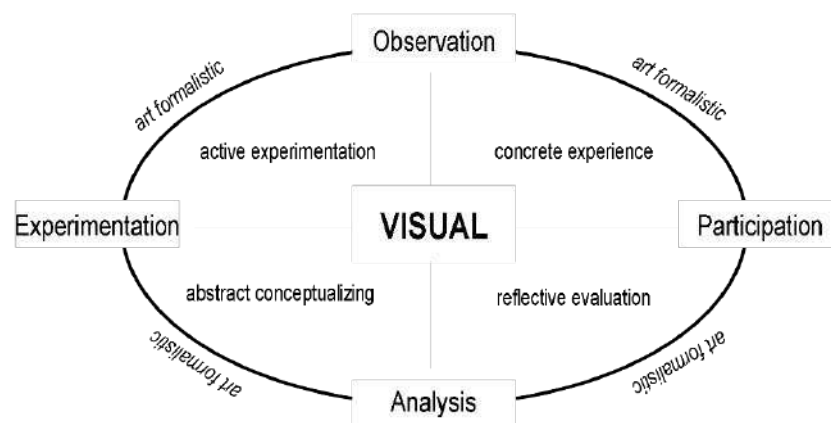 Observation
art formalistic
art formalistic
active experimentation
concrete experience
Experimentation
VISUAL
Participation
abstract conceptualizing
reflective evaluation
art formalistic
art formalistic
Analysis